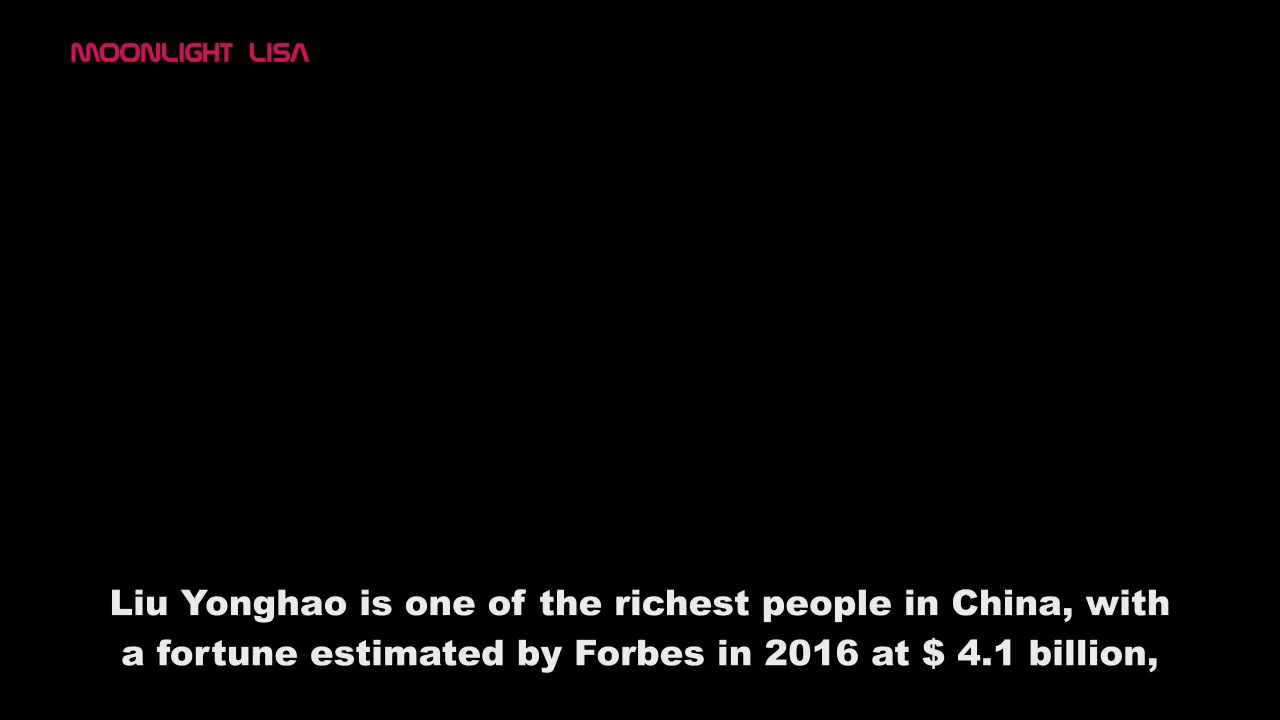 MOONLIGHT LISA
Liu Yonghao is one of the richest people in China, with
a fortune estimated by Forbes in 2016 at $ 4.1 billion,